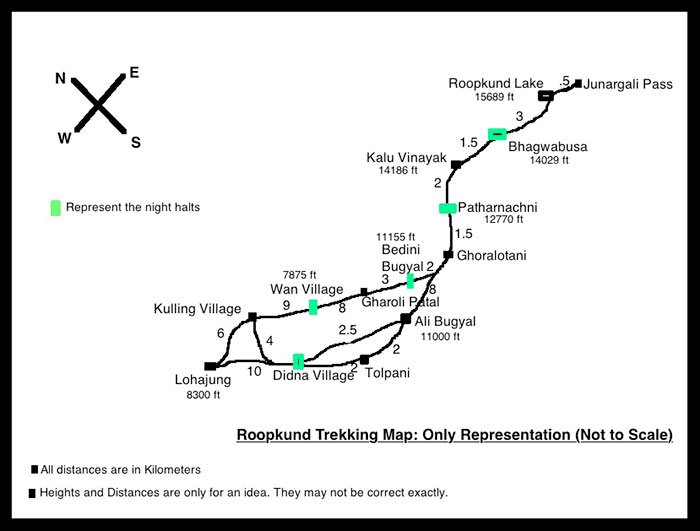 N
E
W
S
Represent the night halts
Roopkund Lake
15689 ft
.5
Junargali Pass
3
Bhagwabusa
14029 ft
1.5
Kalu Vinayak
14186 ft
2
Patharnachni
12770 ft
1.5
Ghoralotani
11155 ft
Bedini
Bugyal
2
3
8
Gharoli Patal
7875 ft
Wan Village
8
9
Kulling Village
Ali Bugyal
11000 ft
2.5
2
6
4
10
Didna Village
2
Tolpani
Lohajung
8300 ft
Roopkund Trekking Map: Only Representation (Not to Scale)
All distances are in Kilometers
Heights and Distances are only for an idea. They may not be correct exactly.